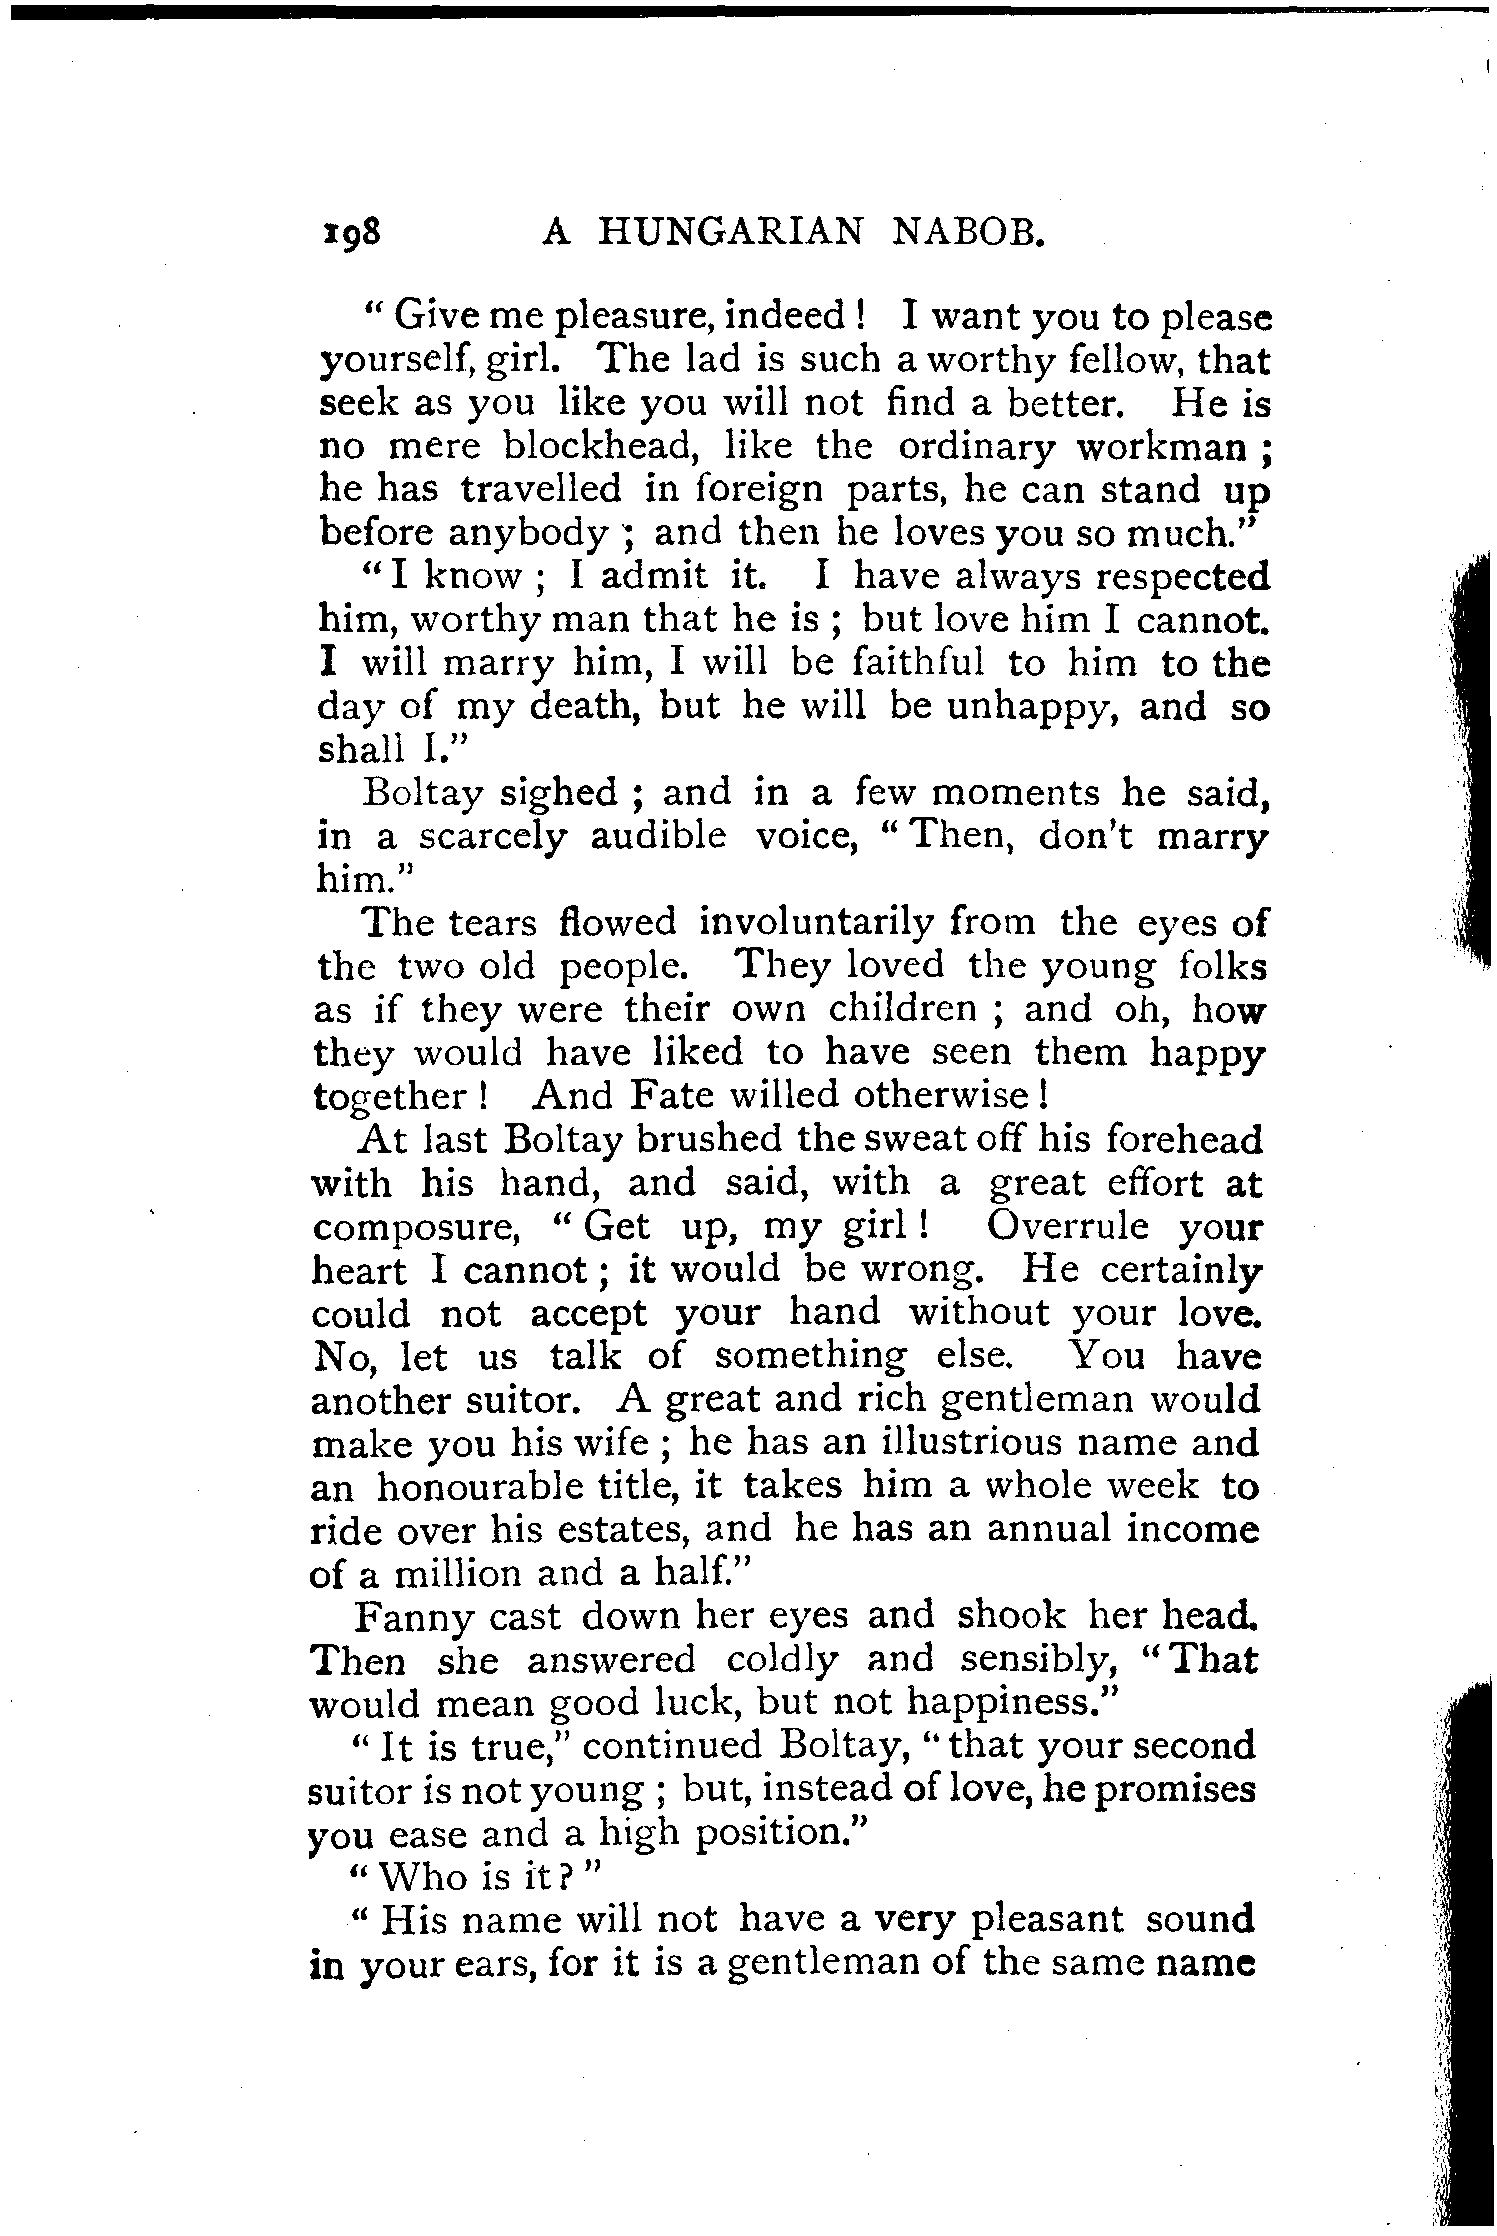 198 A HUNGARIAN NABOB.
“ Give me pleasure, indeed ! I want you to please
yourself, girl. The lad is such a worthy fellow, that
seek as you like you will not find a better. He is
no mere blockhead, like the ordinary workman ;
he has travelled in foreign parts, he can stand up
before anybody ; and then he loves you so much.”
“ I know ; I admit it. I have always respected
him, worthy man that he is ; but love him I cannot.
I will marry him, I will be faithful to him to the
day of my death, but he will be unhappy, and so
shall I.”
Boltay sighed ; and in a few moments he said,
in a scarcely audible voice, “ Then, don't marry
him.”
The tears flowed involuntarily from the eyes of
the two old people. They loved the young folks
as if they were their own children ; and oh, how
they would have liked to have seen them happy
together ! And Fate willed otherwise !
At last Boltay brushed the sweat off his forehead
with his hand, and said, with a great effort at
composure, “ Get up, my girl ! Overrule your
heart I cannot ; it would be wrong. He certainly
could not accept your hand without your love.
No, let us talk of something else. You have
another suitor. A great and rich gentleman would
make you his wife ; he has an illustrious name and
an honourable title, it takes him a whole week to
ride over his estates, and he has an annual income
of a million and a half.”
Fanny cast down her eyes and shook her head.
Then she answered coldly and sensibly, “ That
would mean good luck, but not happiness.”
“ It is true,” continued Boltay, “ that your second
suitor is not young ; but, instead of love, he promises
you ease and a high position.”
“ Who is it ? ”
“ His name will not have a very pleasant sound
in your ears, for it is a gentleman of the same name